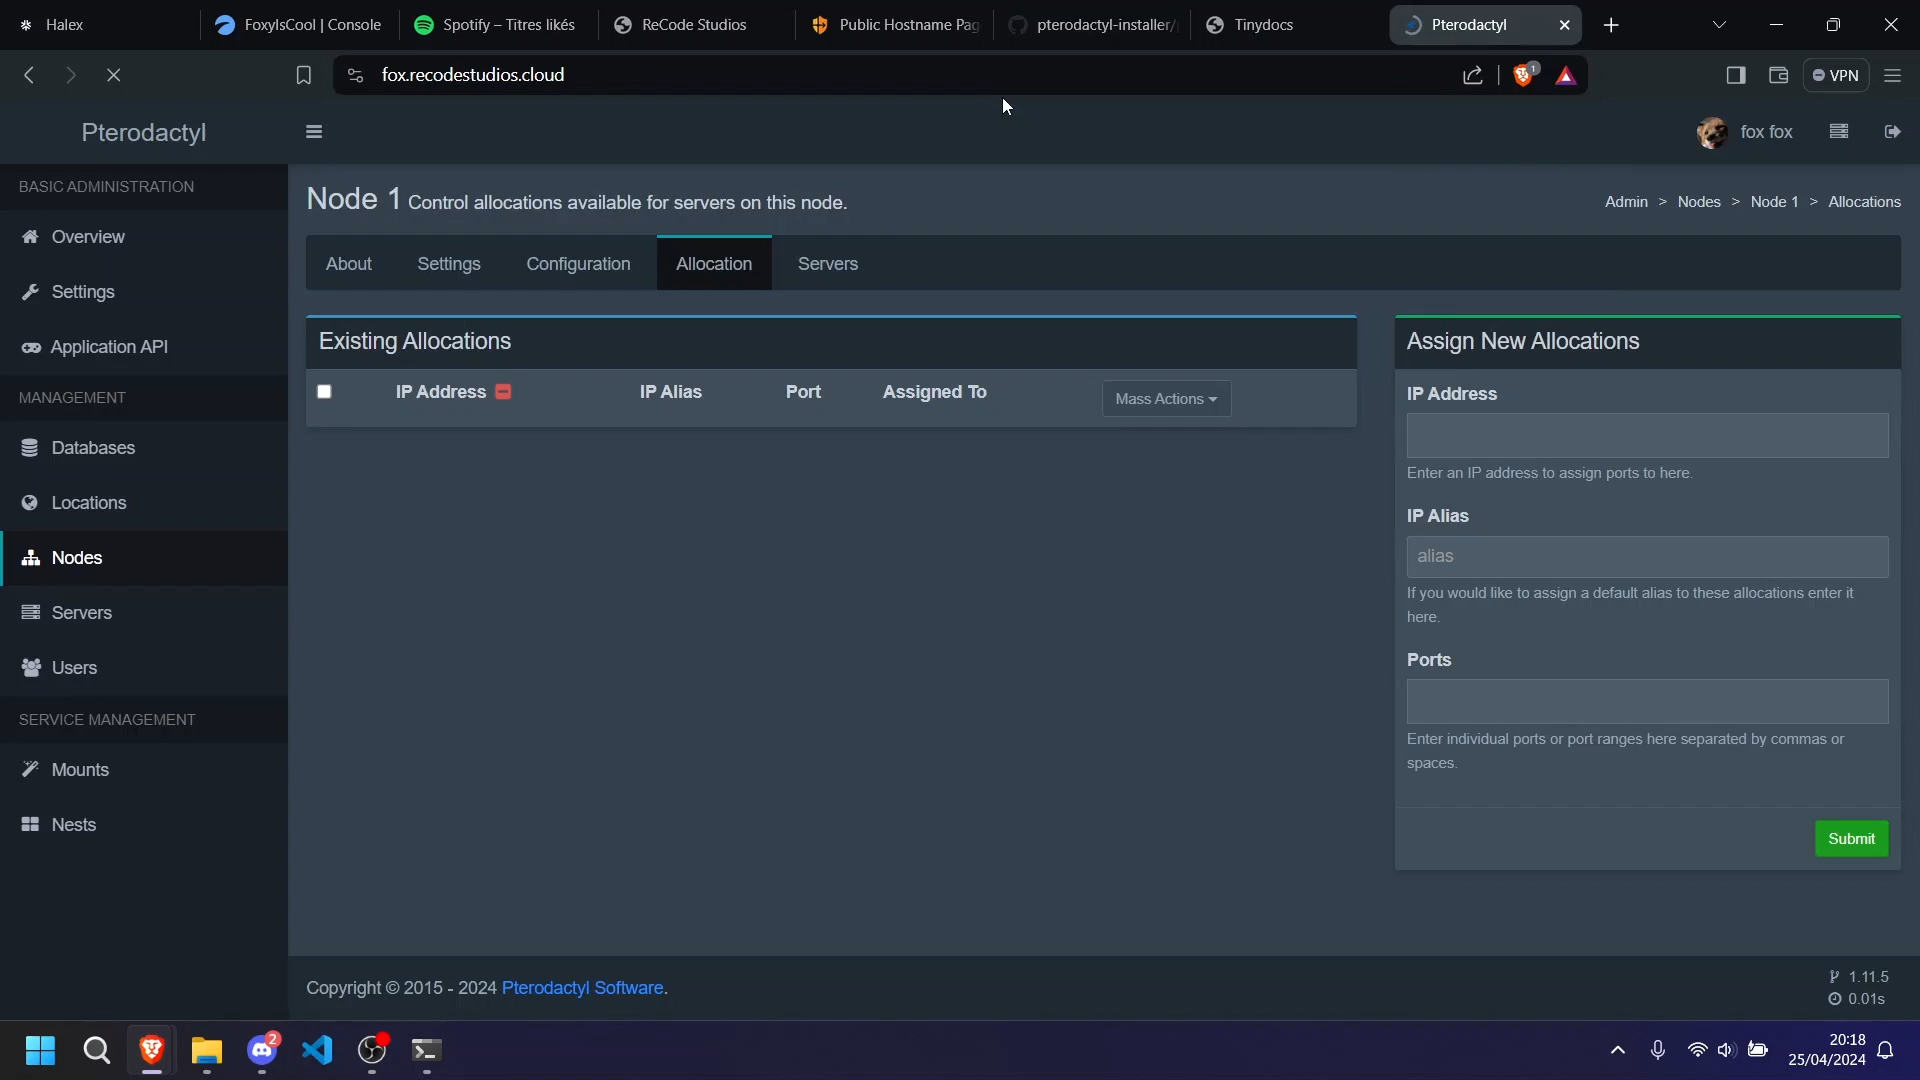 Halex
FoxyIsCool | Console
Spotify – Titres likés
ReCode Studios
Public Hostname Pag
pterodactyl-installer/
Tinydocs
Pterodactyl
fox.recodestudios.cloud
1
VPN
Pterodactyl
fox fox
BASIC ADMINISTRATION
Overview
Settings
Application API
MANAGEMENT
Databases
Locations
Nodes
Servers
Users
SERVICE MANAGEMENT
Mounts
Nests
Node 1 Control allocations available for servers on this node.
Admin > Nodes > Node 1 > Allocations
About
Settings
Configuration
Allocation
Servers
Existing Allocations
IP Address
IP Alias
Port
Assigned To
Mass Actions
Assign New Allocations
IP Address
Enter an IP address to assign ports to here.
IP Alias
alias
If you would like to assign a default alias to these allocations enter it
here.
Ports
Enter individual ports or port ranges here separated by commas or
spaces.
Submit
Copyright © 2015 - 2024 Pterodactyl Software.
1.11.5
0.01s
2
20:18
25/04/2024